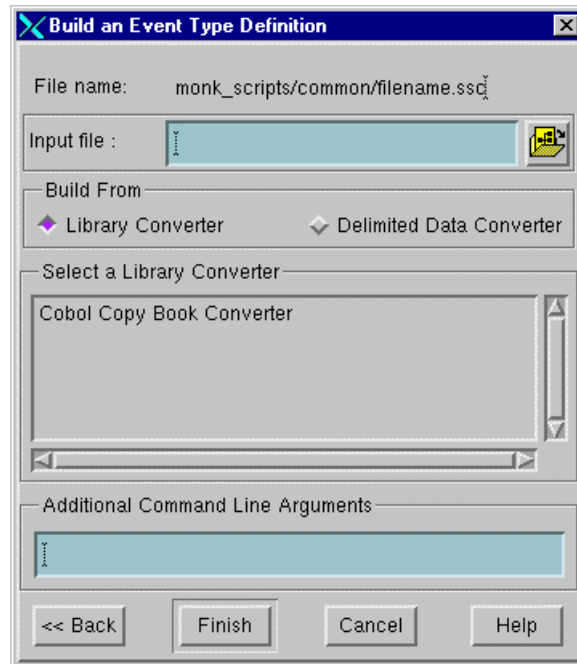 Build an Event Type Definition
File name: monk_scripts/common/filename.ssc
Input file :
Build From
Library Converter Delimited Data Converter
Select a Library Converter
Cobol Copy Book Converter
Additional Command Line Arguments
<< Back Finish Cancel Help